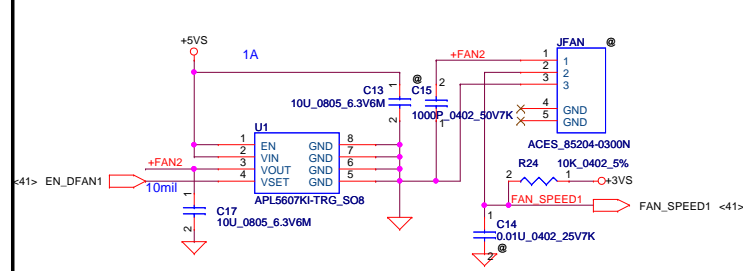 +5VS
1A
+FAN2
JFAN
@
1
2
3
1
2
3
4
5
GND
GND
ACES_85204-0300N
@
C13
10U_0805_6.3V6M
1
2
C15
1000P_0402_50V7K
2
1
U1
1
2
3
4
EN
VIN
VOUT
VSET
GND
GND
GND
GND
8
7
6
5
APL5607KI-TRG_SO8
+FAN2
<41> EN_DFAN1
10mil
1
2
C17
10U_0805_6.3V6M
R24
10K_0402_5%
2
1
+3VS
FAN_SPEED1
FAN_SPEED1 <41>
1
2
C14
0.01U_0402_25V7K
@